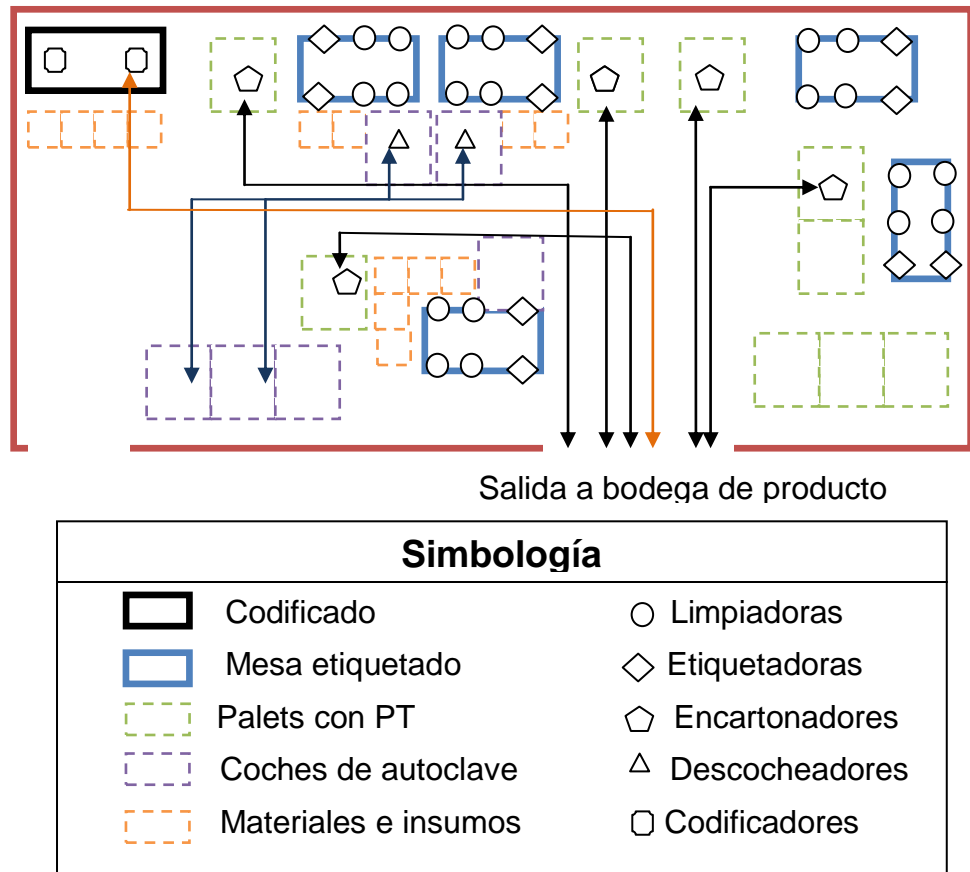 Salida a bodega de producto
Simbología
Codificado
Limpiadoras
Mesa etiquetado
Etiquetadoras
Palets con PT
Encartonadores
Coches de autoclave
Descocheadores
Materiales e insumos
Codificadores